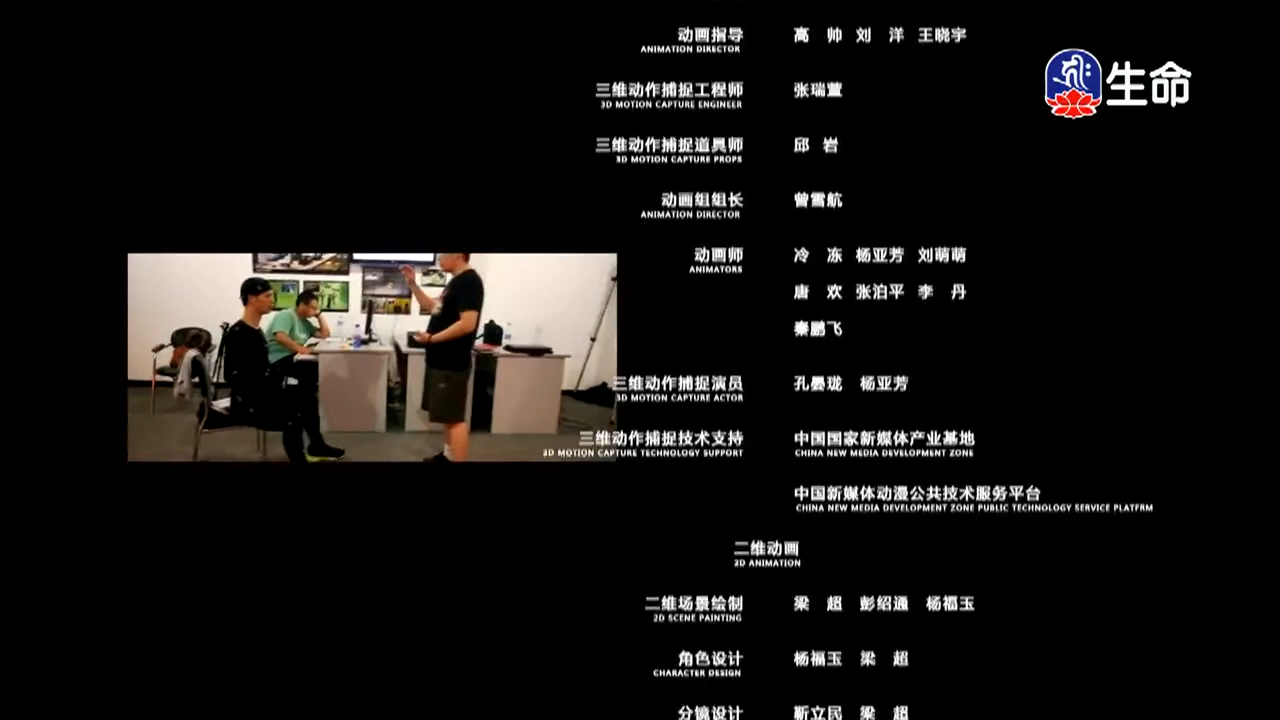 动画指导 高 帅 刘 洋 王晓宇
ANIMATION DIRECTOR
生命
三维动作捕捉工程师 张瑞萱
3D MOTION CAPTURE ENGINEER
三维动作捕捉道具师 邱 岩
3D MOTION CAPTURE PROPS
动画组组长 曾雪航
ANIMATION DIRECTOR
动画师 冷 冻 杨亚芳 刘萌萌
ANIMATORS
唐 欢 张泊平 李 丹
秦鹏飞
三维动作捕捉演员 孔晏珑 杨亚芳
3D MOTION CAPTURE ACTOR
三维动作捕捉技术支持 中国国家新媒体产业基地
3D MOTION CAPTURE TECHNOLOGY SUPPORT CHINA NEW MEDIA DEVELOPMENT ZONE
中国新媒体动漫公共技术服务平台
CHINA NEW MEDIA DEVELOPMENT ZONE PUBLIC TECHNOLOGY SERVICE PLATFRM
二维动画
2D ANIMATION
二维场景绘制 梁 超 彭绍通 杨福玉
2D SCENE PAINTING
角色设计 杨福玉 梁 超
CHARACTER DESIGN
分镜设计 靳立民 梁 超